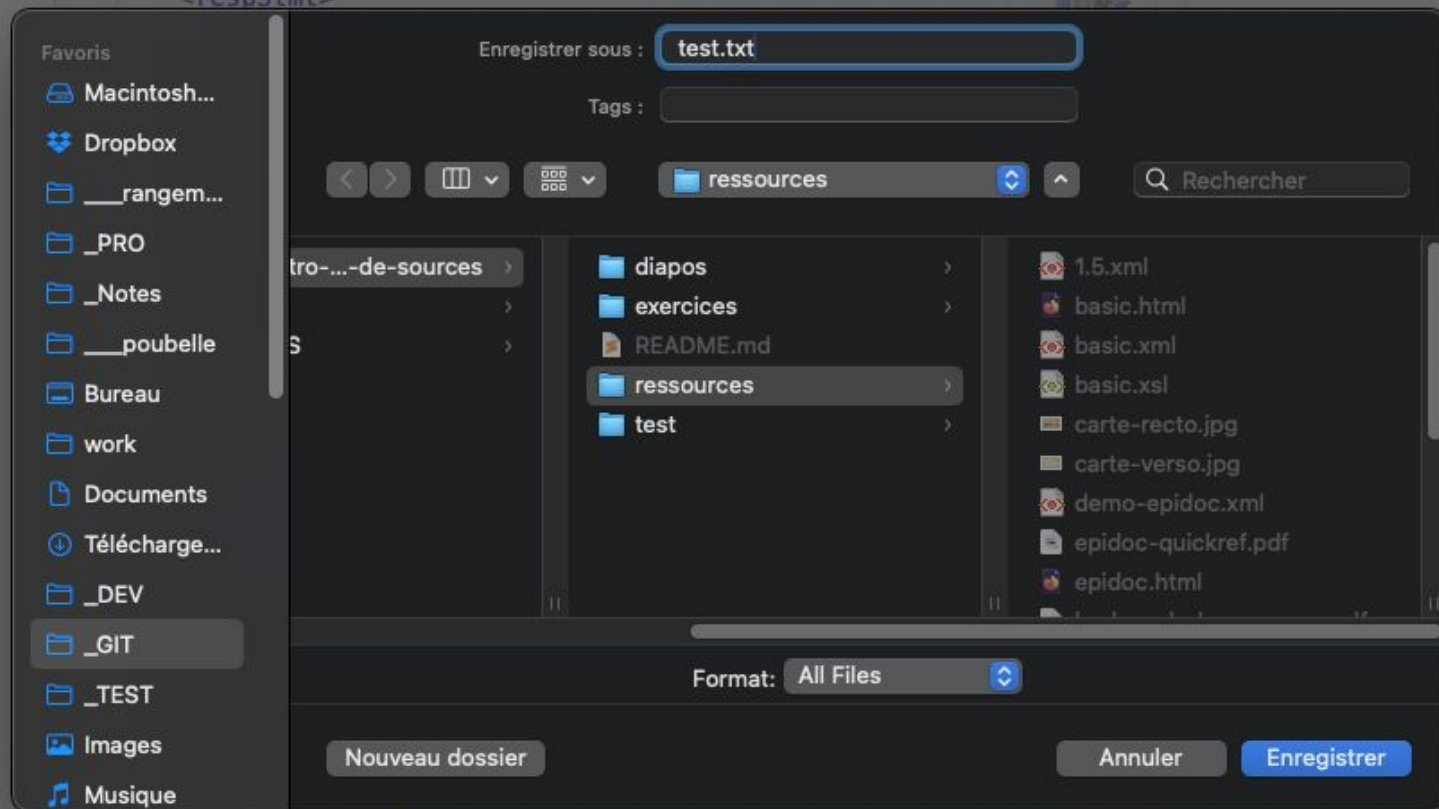 <respStmt>
Favoris
Macintosh...
Dropbox
___rangem...
_PRO
_Notes
___poubelle
Bureau
work
Documents
Télécharge...
_DEV
_GIT
_TEST
Images
Musique
Enregistrer sous :
test.txt
Tags :
ressources
Rechercher
tro-...-de-sources
S
diapos
exercices
README.md
ressources
test
1.5.xml
basic.html
basic.xml
basic.xsl
carte-recto.jpg
carte-verso.jpg
demo-epidoc.xml
epidoc-quickref.pdf
epidoc.html
Format: All Files
Nouveau dossier
Annuler
Enregistrer